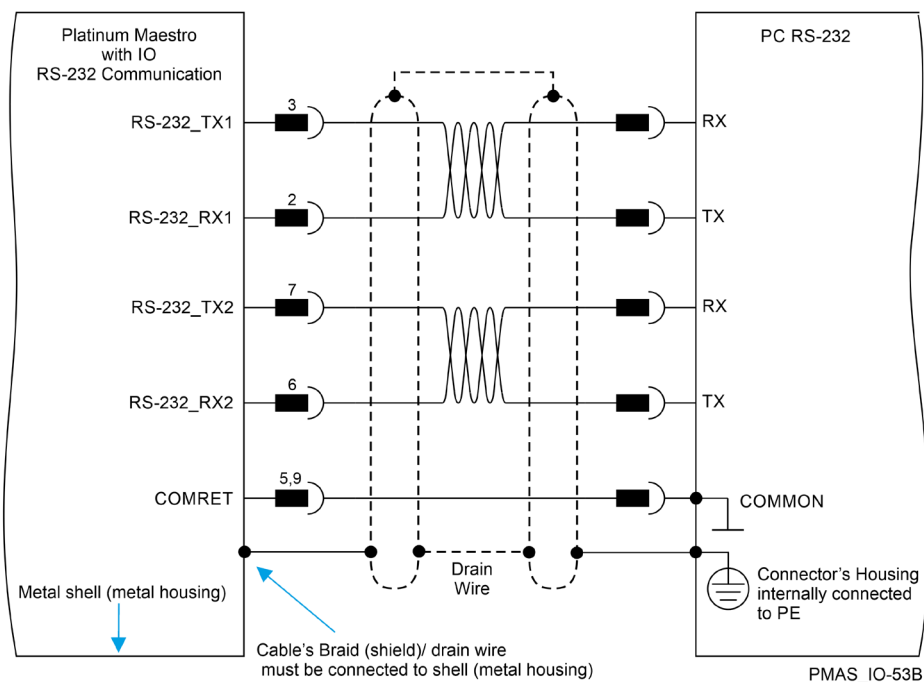 Platinum Maestro
with IO
RS-232 Communication
PC RS-232
RS-232_TX1
3
RX
RS-232_RX1
2
TX
RS-232_TX2
7
RX
RS-232_RX2
6
TX
COMRET
5,9
COMMON
Drain
Wire
Metal shell (metal housing)
Connector's Housing
internally connected
to PE
Cable's Braid (shield)/ drain wire
must be connected to shell (metal housing)
PMAS IO-53B